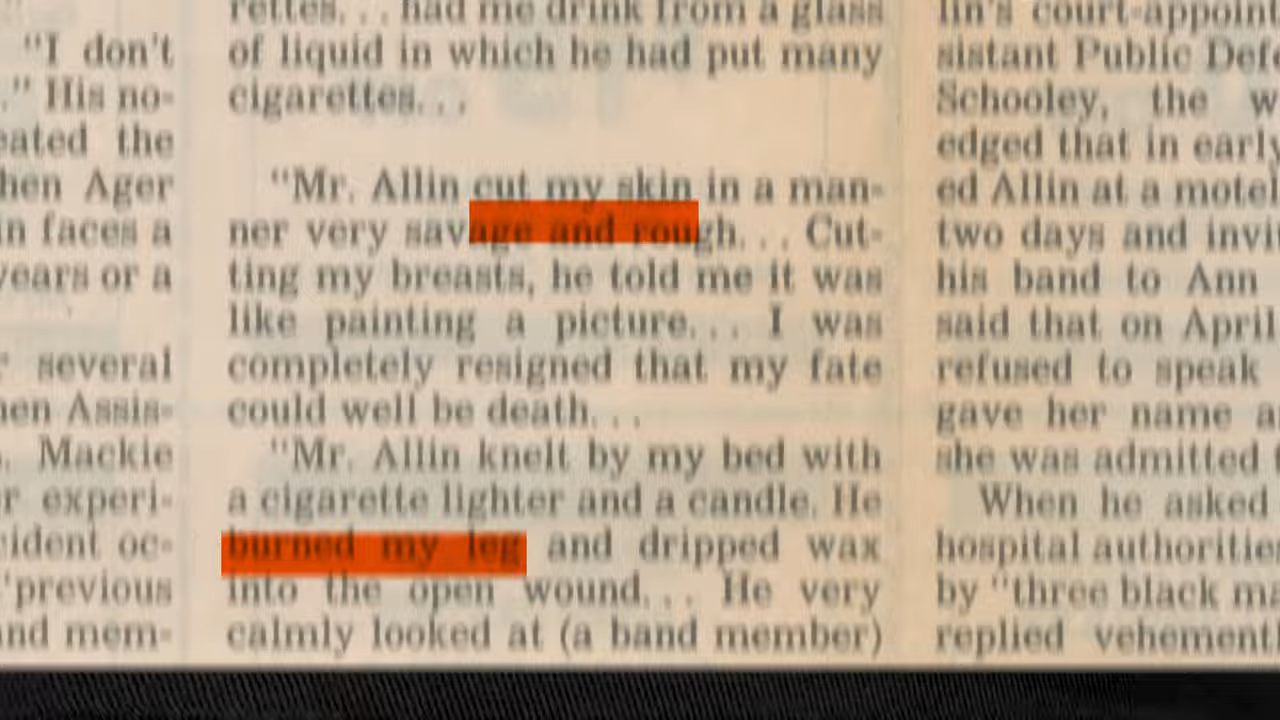 "I don't
." His no-
eated the
hen Ager
in faces a
years or a
several
hen Assis-
Mackie
r experi-
cident oc-
"previous
and mem-
rettes. . . had me drink from a glass
of liquid in which he had put many
cigarettes. . .
"Mr. Allin cut my skin in a man-
ner very savage and rough. . . Cut-
ting my breasts, he told me it was
like painting a picture. . . I was
completely resigned that my fate
could well be death. . .
"Mr. Allin knelt by my bed with
a cigarette lighter and a candle. He
burned my leg and dripped wax
into the open wound. . . He very
calmly looked at (a band member)
lin's court-appoint
sistant Public Defe
Schooley, the w
edged that in early
ed Allin at a motel
two days and invit
his band to Ann
said that on April
refused to speak
gave her name a
she was admitted t
When he asked
hospital authoritie
by "three black ma
replied vehementl